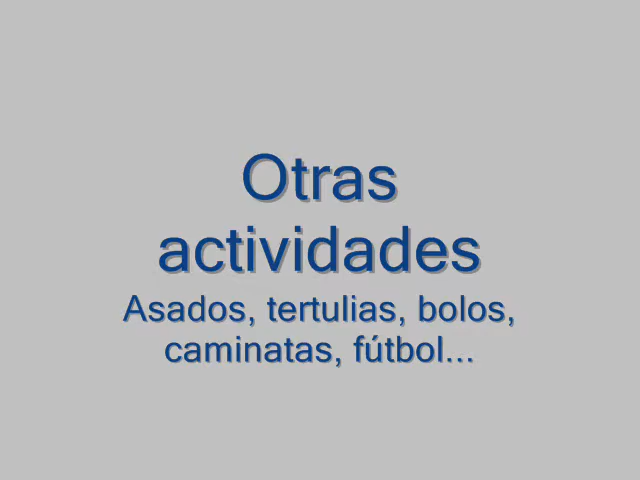 Otras
actividades
Asados, tertulias, bolos,
caminatas, fútbol...